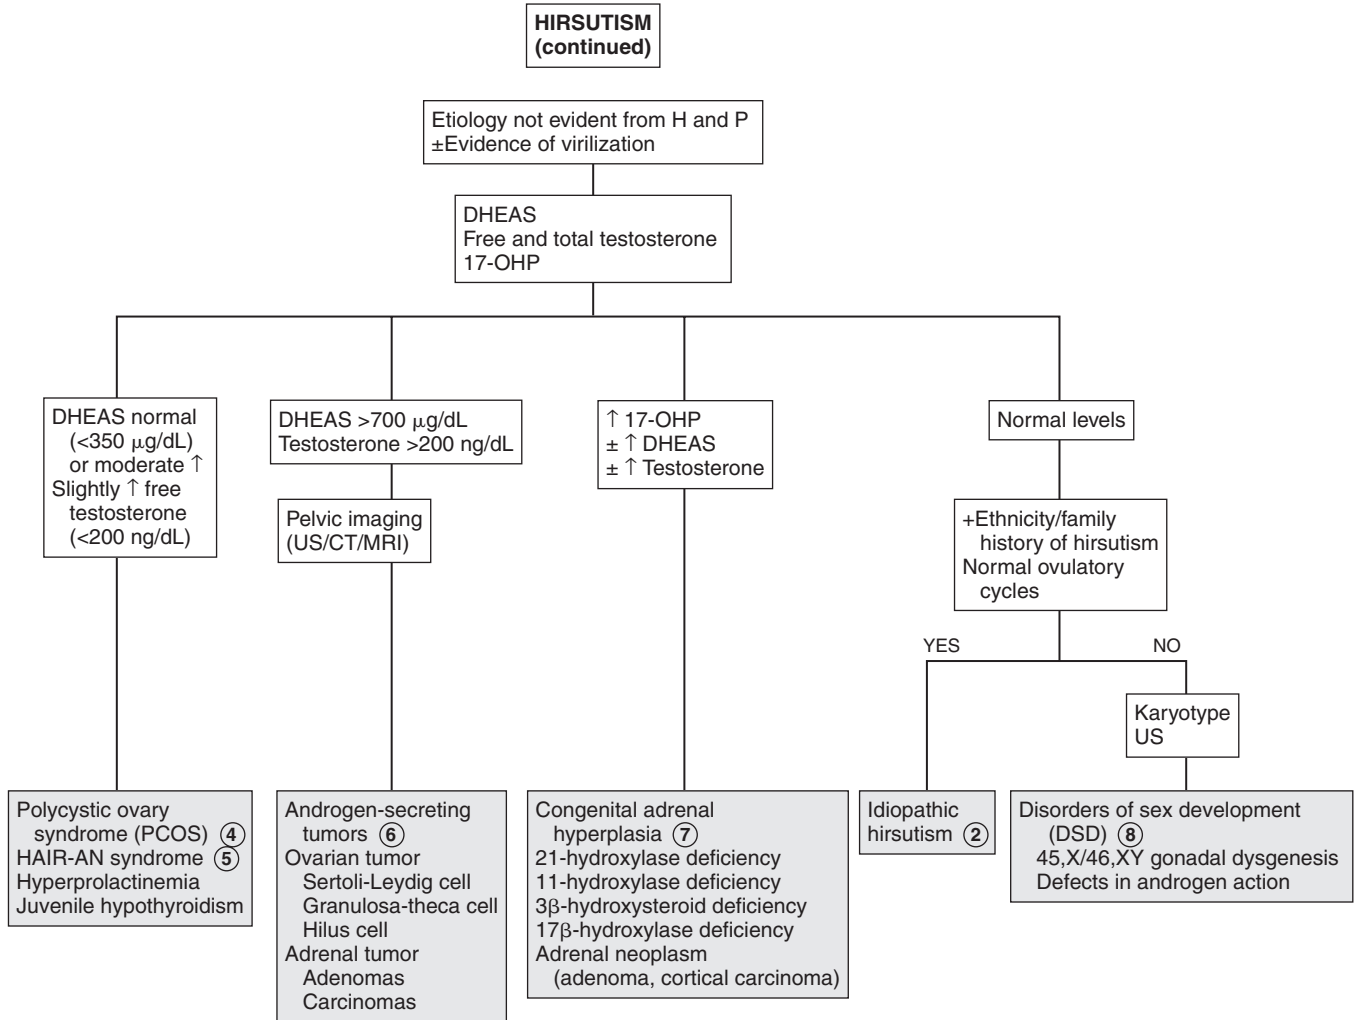 HIRSUTISM
(continued)
Etiology not evident from H and P
±Evidence of virilization
DHEAS
Free and total testosterone
17-OHP
DHEAS normal
(<350 μg/dL)
or moderate ↑
Slightly ↑ free
testosterone
(<200 ng/dL)
DHEAS >700 μg/dL
Testosterone >200 ng/dL
Pelvic imaging
(US/CT/MRI)
↑ 17-OHP
± ↑ DHEAS
± ↑ Testosterone
Normal levels
+Ethnicity/family
history of hirsutism
Normal ovulatory
cycles
YES
NO
Karyotype
US
Polycystic ovary
syndrome (PCOS) ④
HAIR-AN syndrome ⑤
Hyperprolactinemia
Juvenile hypothyroidism
Androgen-secreting
tumors ⑥
Ovarian tumor
Sertoli-Leydig cell
Granulosa-theca cell
Hilus cell
Adrenal tumor
Adenomas
Carcinomas
Congenital adrenal
hyperplasia ⑦
21-hydroxylase deficiency
11-hydroxylase deficiency
3β-hydroxysteroid deficiency
17β-hydroxylase deficiency
Adrenal neoplasm
(adenoma, cortical carcinoma)
Idiopathic
hirsutism ②
Disorders of sex development
(DSD) ⑧
45,X/46,XY gonadal dysgenesis
Defects in androgen action